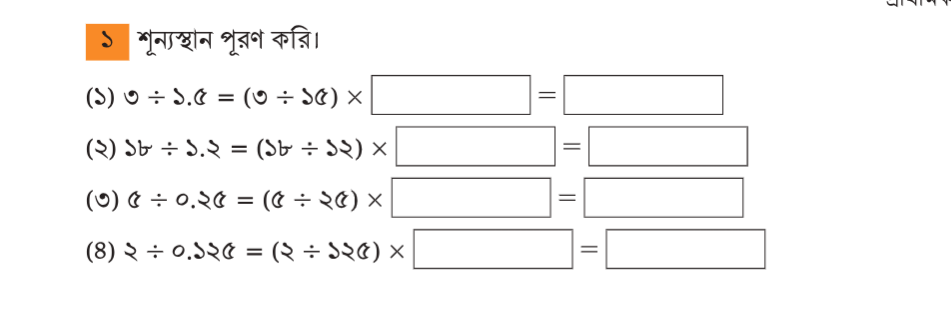 ১ শূন্যস্থান পূরণ করি।
(১) ৩ ÷ ১.৫ = (৩ ÷ ১৫) × =
(২) ১৮ ÷ ১.২ = (১৮ ÷ ১২) × =
(৩) ৫ ÷ ০.২৫ = (৫ ÷ ২৫) × =
(8) ২ ÷ ০.১২৫ = (২ ÷ ১২৫) × =